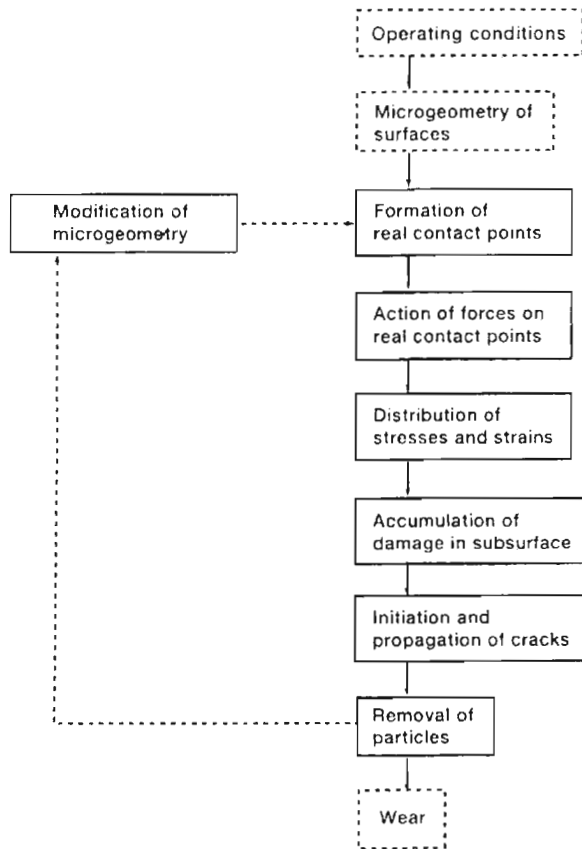 Operating conditions
Microgeometry of
surfaces
Modification of
microgeometry
Formation of
real contact points
Action of forces on
real contact points
Distribution of
stresses and strains
Accumulation of
damage in subsurface
Initiation and
propagation of cracks
Removal of
particles
Wear